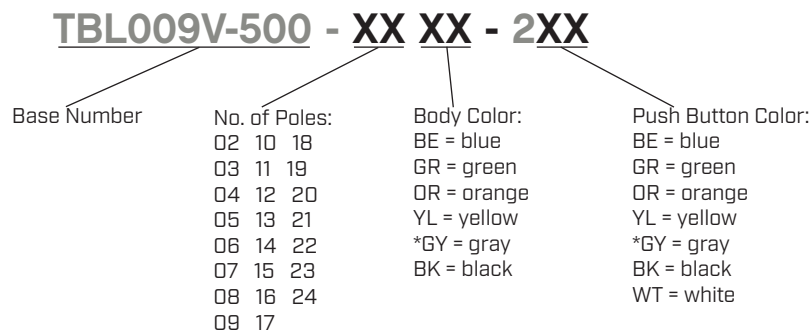 TBL009V-500 - XX XX - 2XX
Base Number
No. of Poles:
02 10 18
03 11 19
04 12 20
05 13 21
06 14 22
07 15 23
08 16 24
09 17
Body Color:
BE = blue
GR = green
OR = orange
YL = yellow
*GY = gray
BK = black
Push Button Color:
BE = blue
GR = green
OR = orange
YL = yellow
*GY = gray
BK = black
WT = white